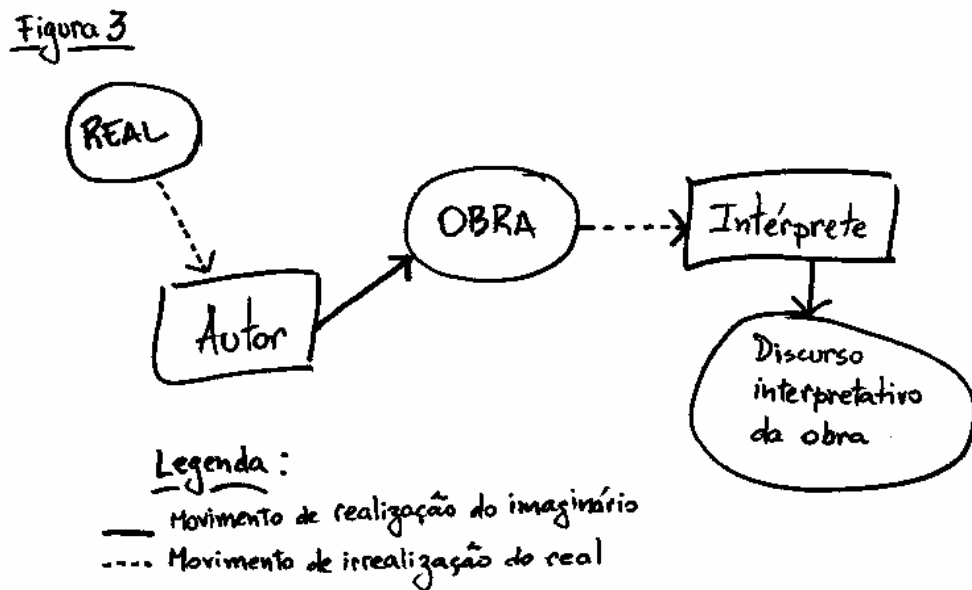 Figura 3
REAL
OBRA
Intérprete
Autor
Discurso
interpretativo
da obra
Legenda:
Movimento de realização do imaginário
Movimento de irrealização do real